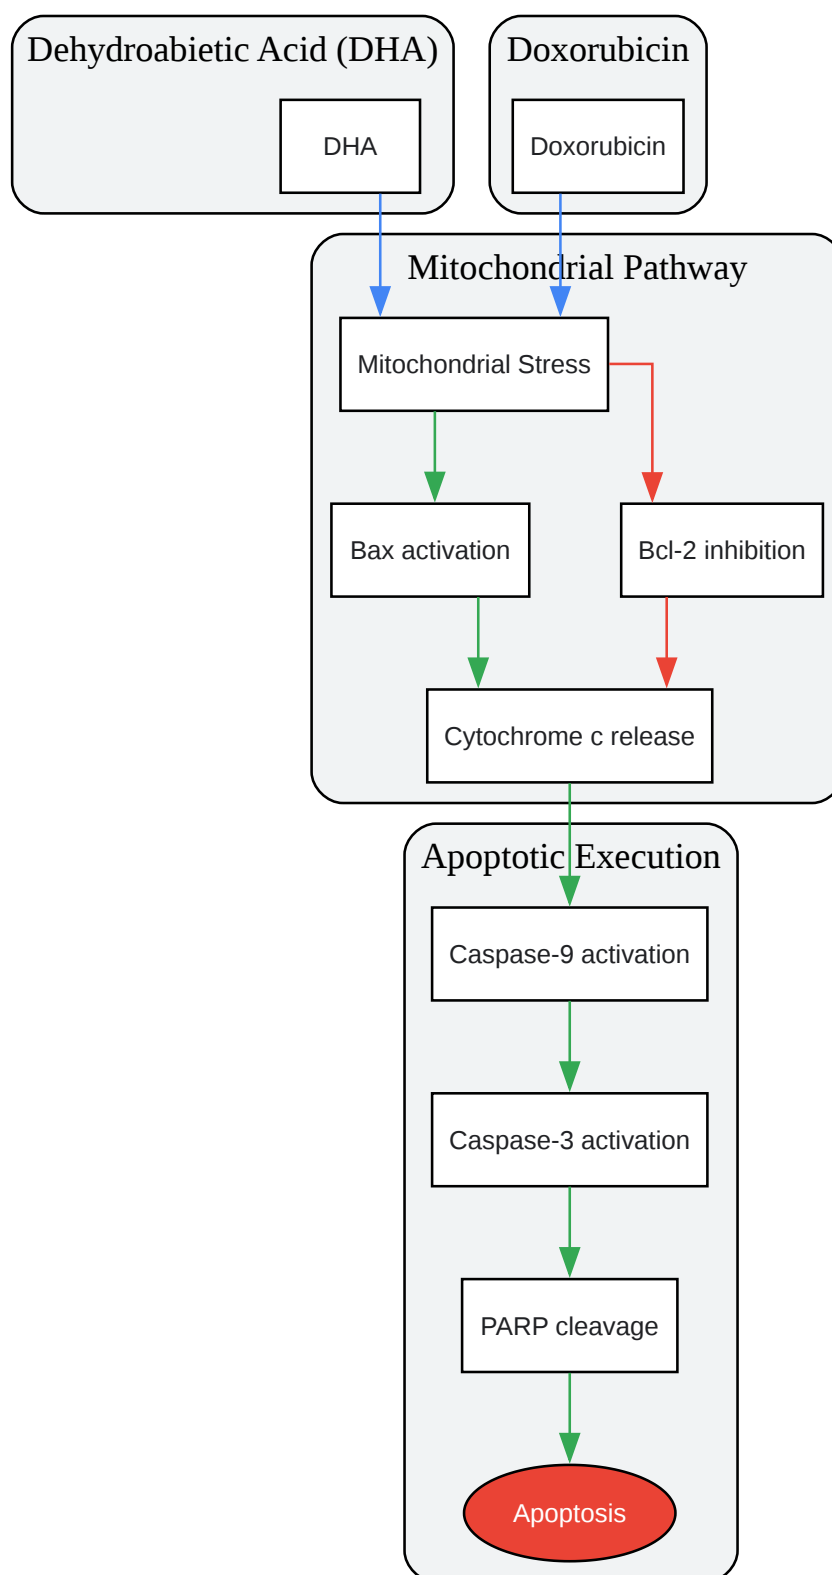 Dehydroabietic Acid (DHA)
Doxorubicin
DHA
Doxorubicin
Mitochondrial Pathway
Mitochondrial Stress
Bax activation
Bcl-2 inhibition
Cytochrome c release
Apoptotic Execution
Caspase-9 activation
Caspase-3 activation
PARP cleavage
Apoptosis